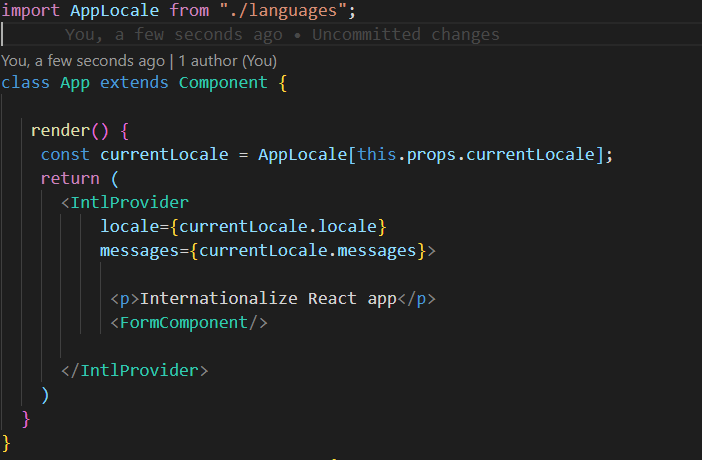 import AppLocale from "./languages";
You, a few seconds ago • Uncommitted changes
You, a few seconds ago | 1 author (You)
class App extends Component {
render() {
const currentLocale = AppLocale[this.props.currentLocale];
return (
<IntlProvider
locale={currentLocale.locale}
messages={currentLocale.messages}>
<p>Internationalize React app</p>
<FormComponent/>
</IntlProvider>
)
}
}